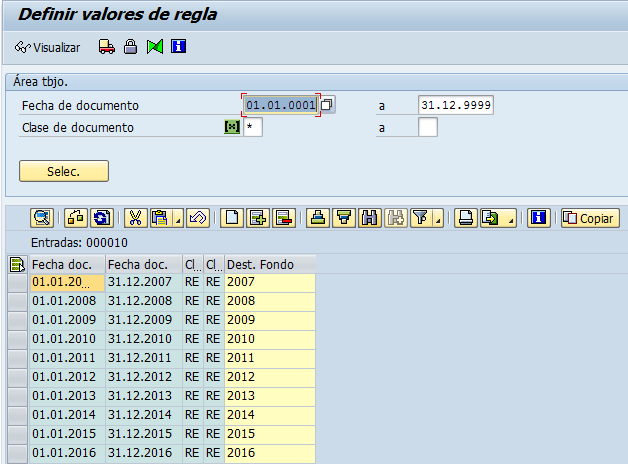 Definir valores de regla
Visualizar
Área tbjo.
Fecha de documento 01.01.0001 a 31.12.9999
Clase de documento * a
Selec.
Copiar
Entradas: 000010
Fecha doc. Fecha doc. Cl.. Cl.. Dest. Fondo
01.01.20... 31.12.2007 RE RE 2007
01.01.2008 31.12.2008 RE RE 2008
01.01.2009 31.12.2009 RE RE 2009
01.01.2010 31.12.2010 RE RE 2010
01.01.2011 31.12.2011 RE RE 2011
01.01.2012 31.12.2012 RE RE 2012
01.01.2013 31.12.2013 RE RE 2013
01.01.2014 31.12.2014 RE RE 2014
01.01.2015 31.12.2015 RE RE 2015
01.01.2016 31.12.2016 RE RE 2016